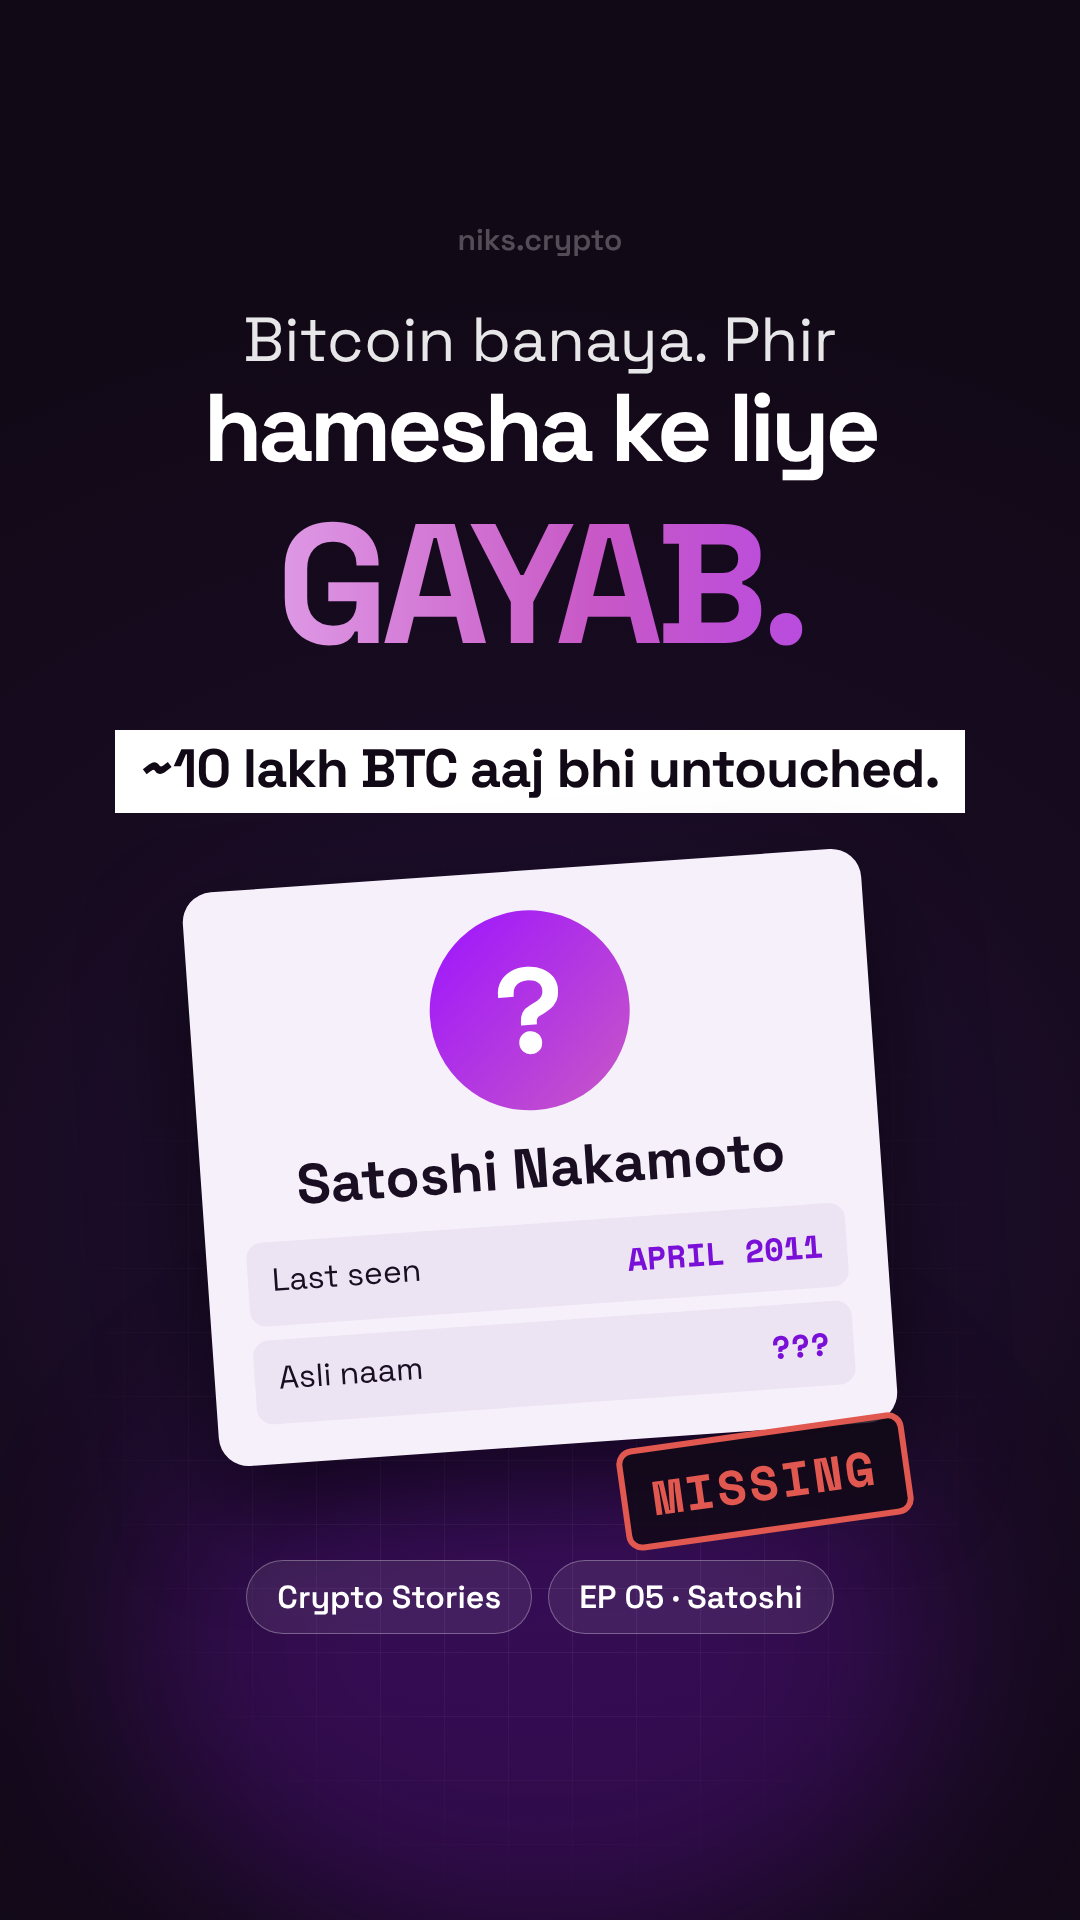 niks.crypto
Bitcoin banaya. Phir
hamesha ke liye
GAYAB.
~10 lakh BTC aaj bhi untouched.
?
Satoshi Nakamoto
Last seen APRIL 2011
Asli naam ???
MISSING
Crypto Stories EP 05 · Satoshi